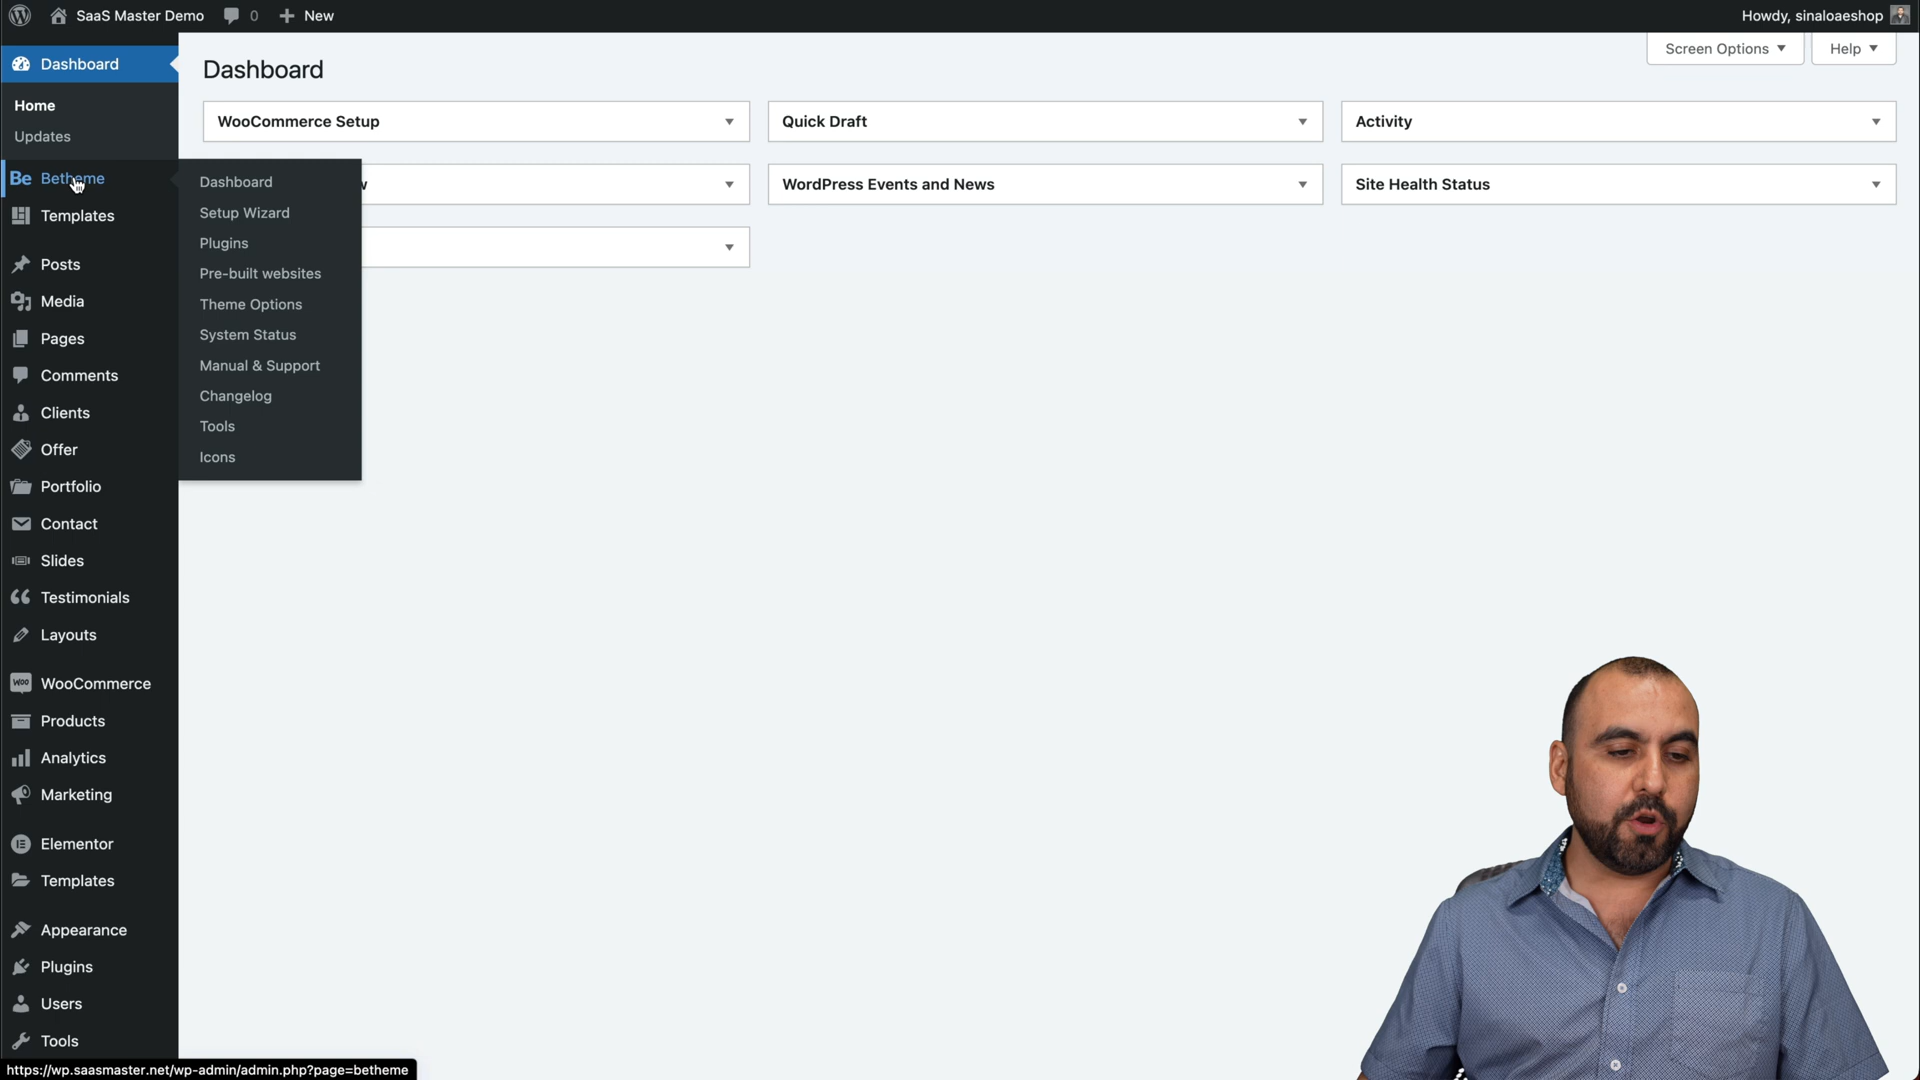 SaaS Master Demo
0
New
Howdy, sinaloaeshop
Screen Options
Help
Dashboard
Home
Updates
Be Betheme
Templates
Posts
Media
Pages
Comments
Clients
Offer
Portfolio
Contact
Slides
Testimonials
Layouts
WOO WooCommerce
Products
Analytics
Marketing
Elementor
Templates
Appearance
Plugins
Users
Tools
Dashboard
Setup Wizard
Plugins
Pre-built websites
Theme Options
System Status
Manual & Support
Changelog
Tools
Icons
Dashboard
WooCommerce Setup
Quick Draft
Activity
WordPress Events and News
Site Health Status
https://wp.saasmaster.net/wp-admin/admin.php?page=betheme